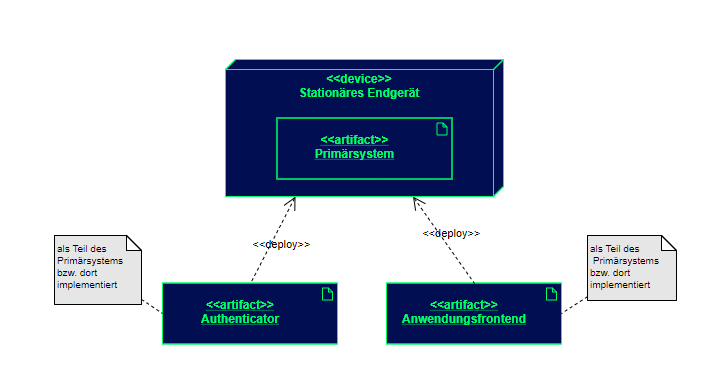 <<device>>
Stationäres Endgerät
<<artifact>>
Primärsystem
<<deploy>>
<<deploy>>
als Teil des
Primärsystems
bzw. dort
implementiert
als Teil des
Primärsystems
bzw. dort
implementiert
<<artifact>>
Authenticator
<<artifact>>
Anwendungsfrontend